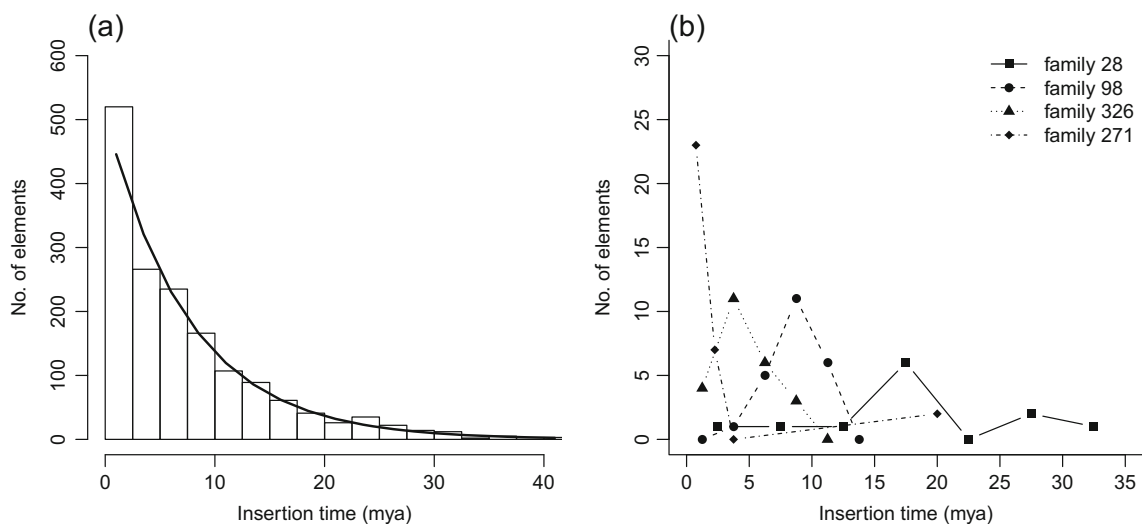 (a)
No. of elements
600
500
400
300
200
100
0
0 10 20 30 40
Insertion time (mya)
(b)
No. of elements
30
25
20
15
10
5
0
0 5 10 15 20 25 30 35
Insertion time (mya)
family 28
family 98
family 326
family 271